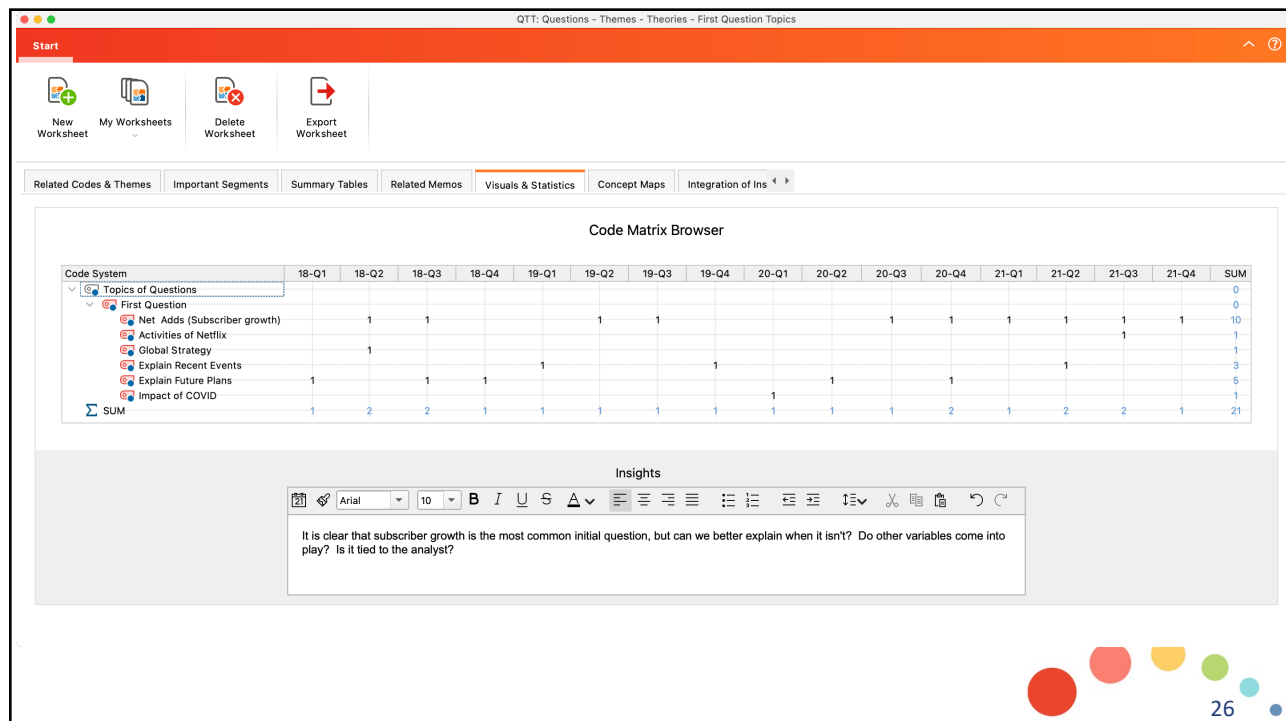 QTT: Questions - Themes - Theories - First Question Topics
Start
New Worksheet My Worksheets Delete Worksheet Export Worksheet
Related Codes & Themes Important Segments Summary Tables Related Memos Visuals & Statistics Concept Maps Integration of Ins
Code Matrix Browser
Code System 18-Q1 18-Q2 18-Q3 18-Q4 19-Q1 19-Q2 19-Q3 19-Q4 20-Q1 20-Q2 20-Q3 20-Q4 21-Q1 21-Q2 21-Q3 21-Q4 SUM
Topics of Questions 0
First Question 0
Net Adds (Subscriber growth) 1 1 1 1 1 1 1 1 1 1 10
Activities of Netflix 1 1
Global Strategy 1 1
Explain Recent Events 1 1 1 3
Explain Future Plans 1 1 1 1 1 5
Impact of COVID 1 1
Σ SUM 1 2 2 1 1 1 1 1 1 1 1 2 1 2 2 1 21
Insights
21 Arial 10 B I U S A
It is clear that subscriber growth is the most common initial question, but can we better explain when it isn't? Do other variables come into
play? Is it tied to the analyst?
26